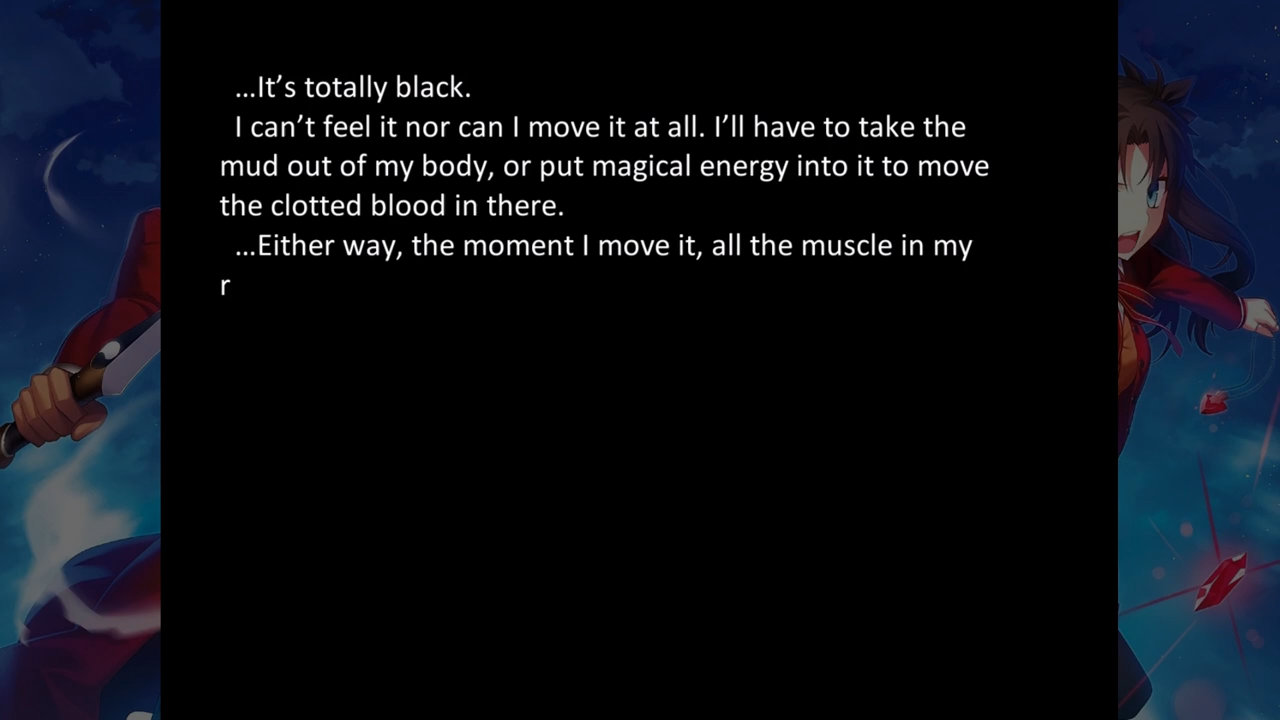 …It’s totally black.
I can’t feel it nor can I move it at all. I’ll have to take the
mud out of my body, or put magical energy into it to move
the clotted blood in there.
…Either way, the moment I move it, all the muscle in my
r